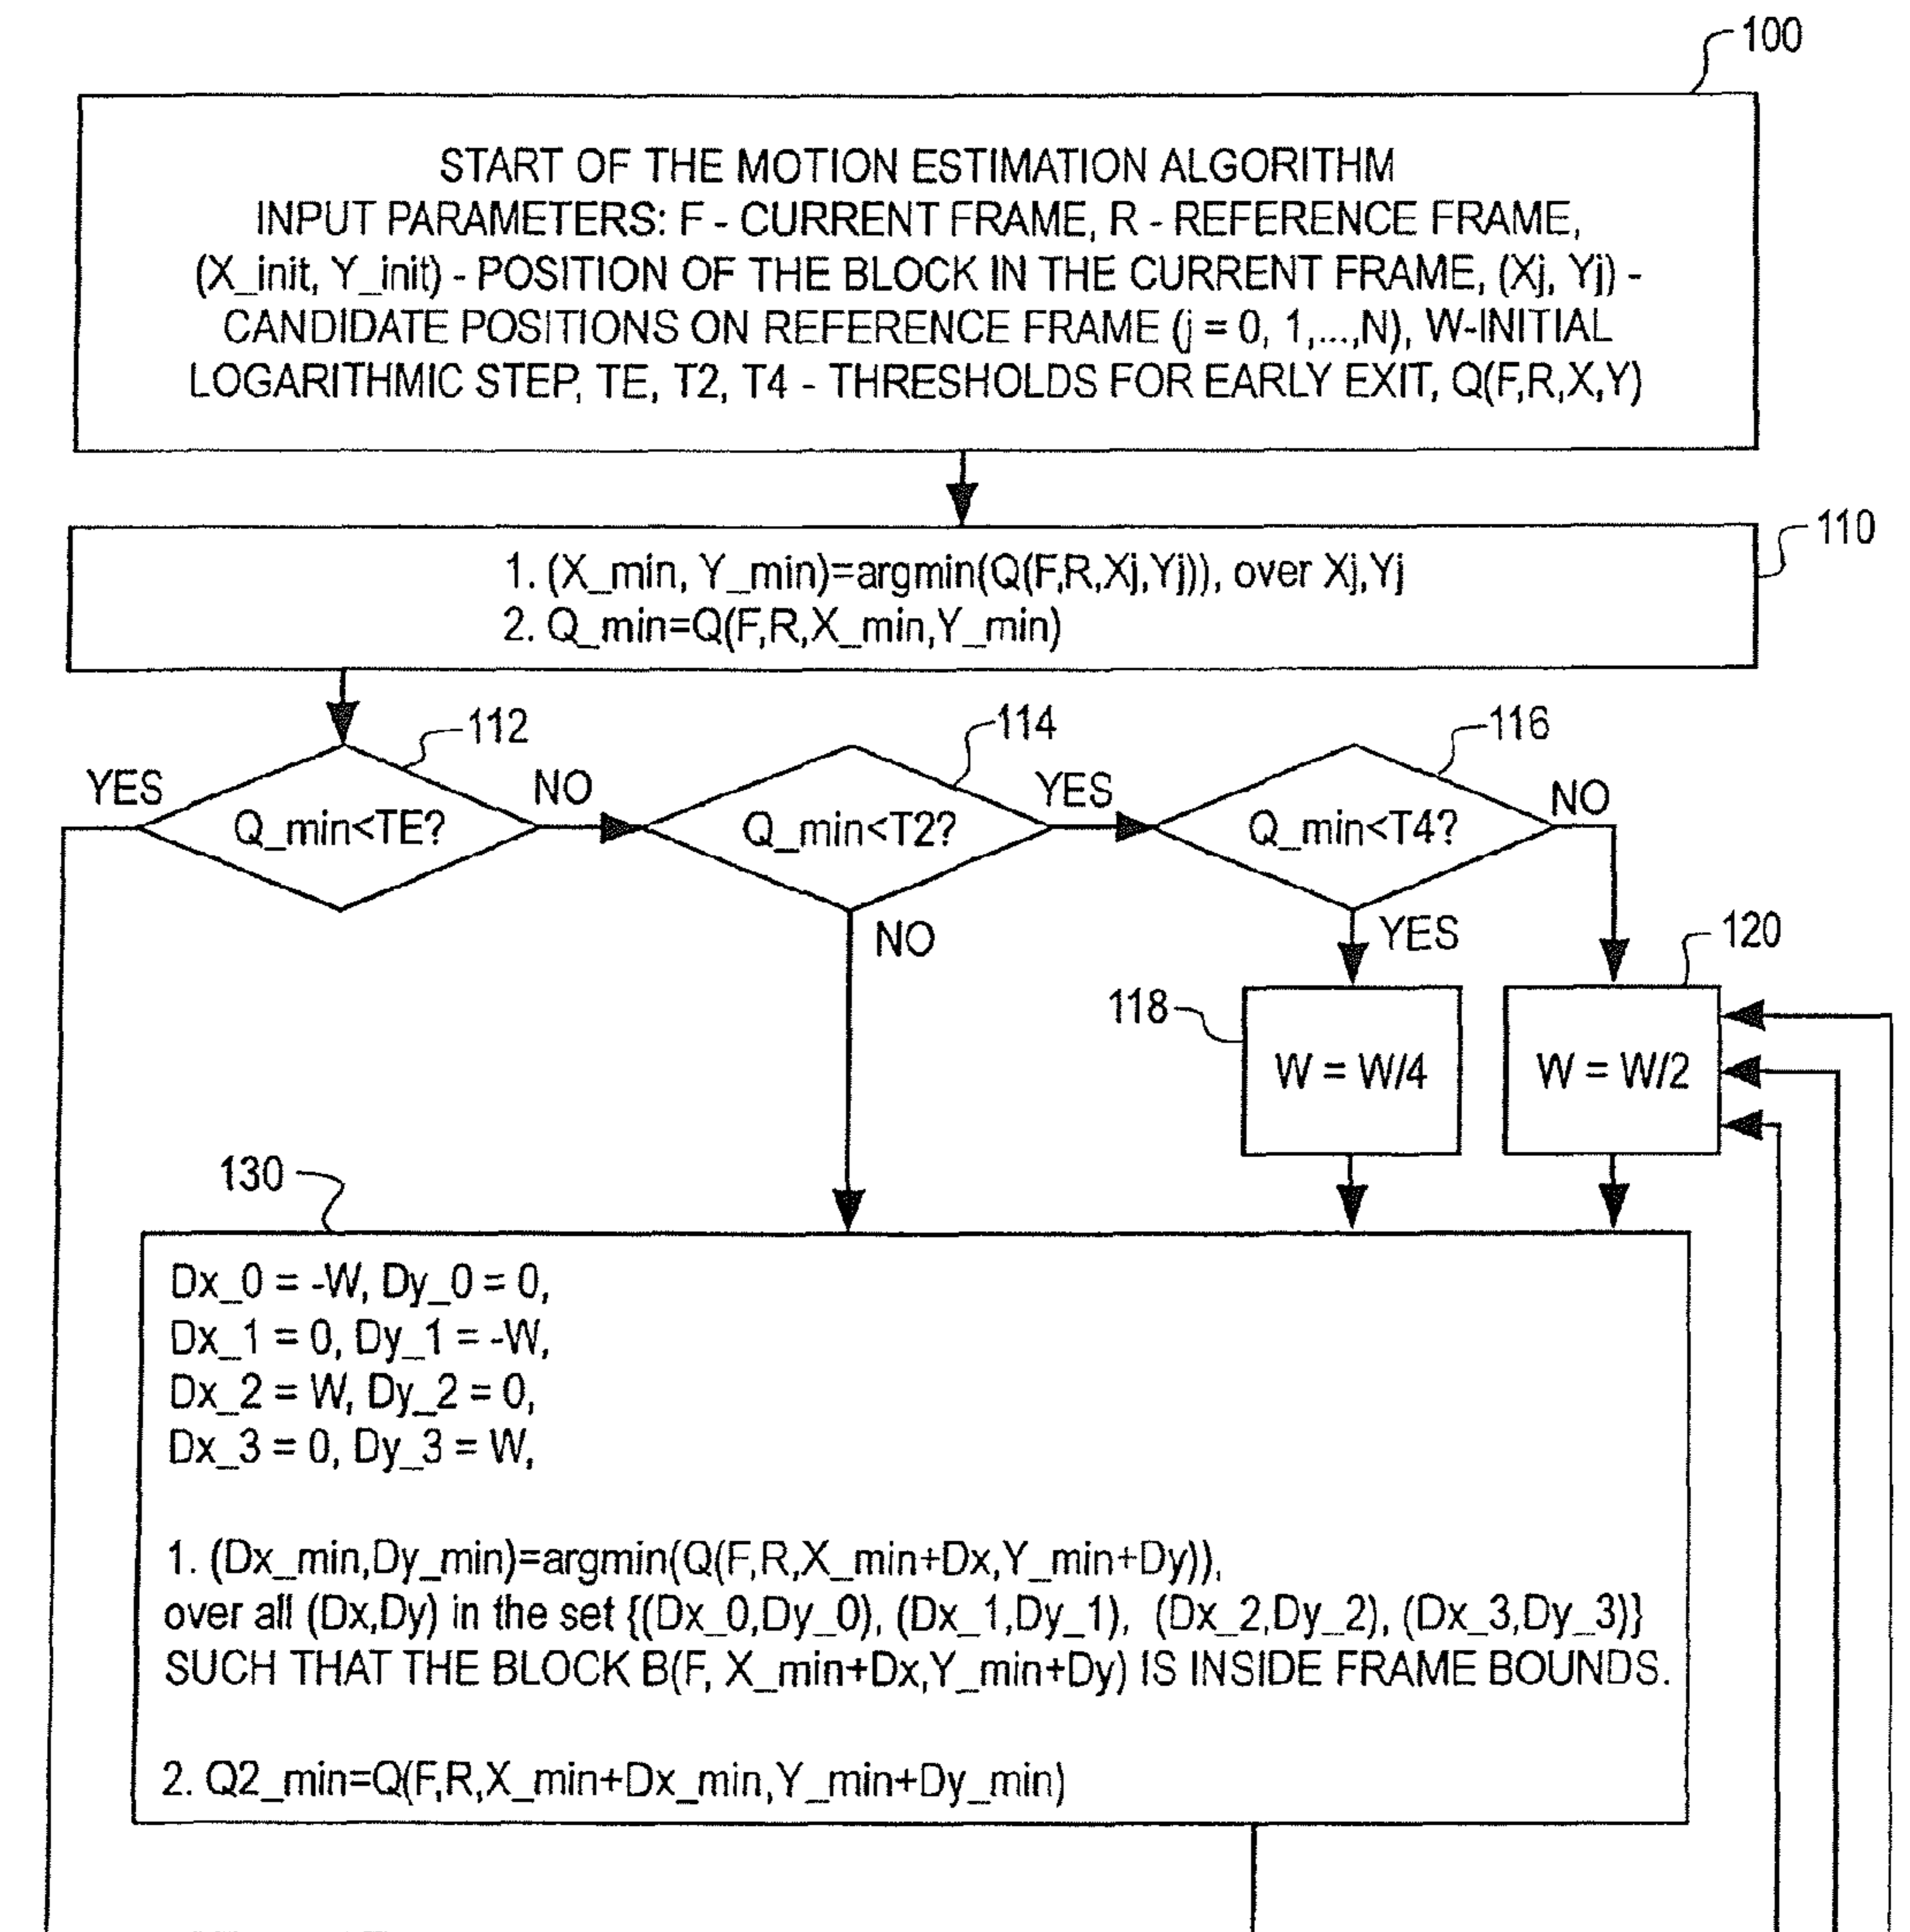 100
START OF THE MOTION ESTIMATION ALGORITHM
INPUT PARAMETERS: F - CURRENT FRAME, R - REFERENCE FRAME,
(X_init, Y_init) - POSITION OF THE BLOCK IN THE CURRENT FRAME, (Xj, Yj) -
CANDIDATE POSITIONS ON REFERENCE FRAME (j = 0, 1,...,N), W-INITIAL
LOGARITHMIC STEP, TE, T2, T4 - THRESHOLDS FOR EARLY EXIT, Q(F,R,X,Y)
110
1. (X_min, Y_min)=argmin(Q(F,R,Xj,Yj)), over Xj,Yj
2. Q_min=Q(F,R,X_min,Y_min)
112
114
116
YES
Q_min<TE?
NO
Q_min<T2?
YES
Q_min<T4?
NO
NO
YES
120
118
W = W/4
W = W/2
130
Dx_0 = -W, Dy_0 = 0,
Dx_1 = 0, Dy_1 = -W,
Dx_2 = W, Dy_2 = 0,
Dx_3 = 0, Dy_3 = W,
1. (Dx_min,Dy_min)=argmin(Q(F,R,X_min+Dx,Y_min+Dy)),
over all (Dx,Dy) in the set {(Dx_0,Dy_0), (Dx_1,Dy_1), (Dx_2,Dy_2), (Dx_3,Dy_3)}
SUCH THAT THE BLOCK B(F, X_min+Dx,Y_min+Dy) IS INSIDE FRAME BOUNDS.
2. Q2_min=Q(F,R,X_min+Dx_min,Y_min+Dy_min)